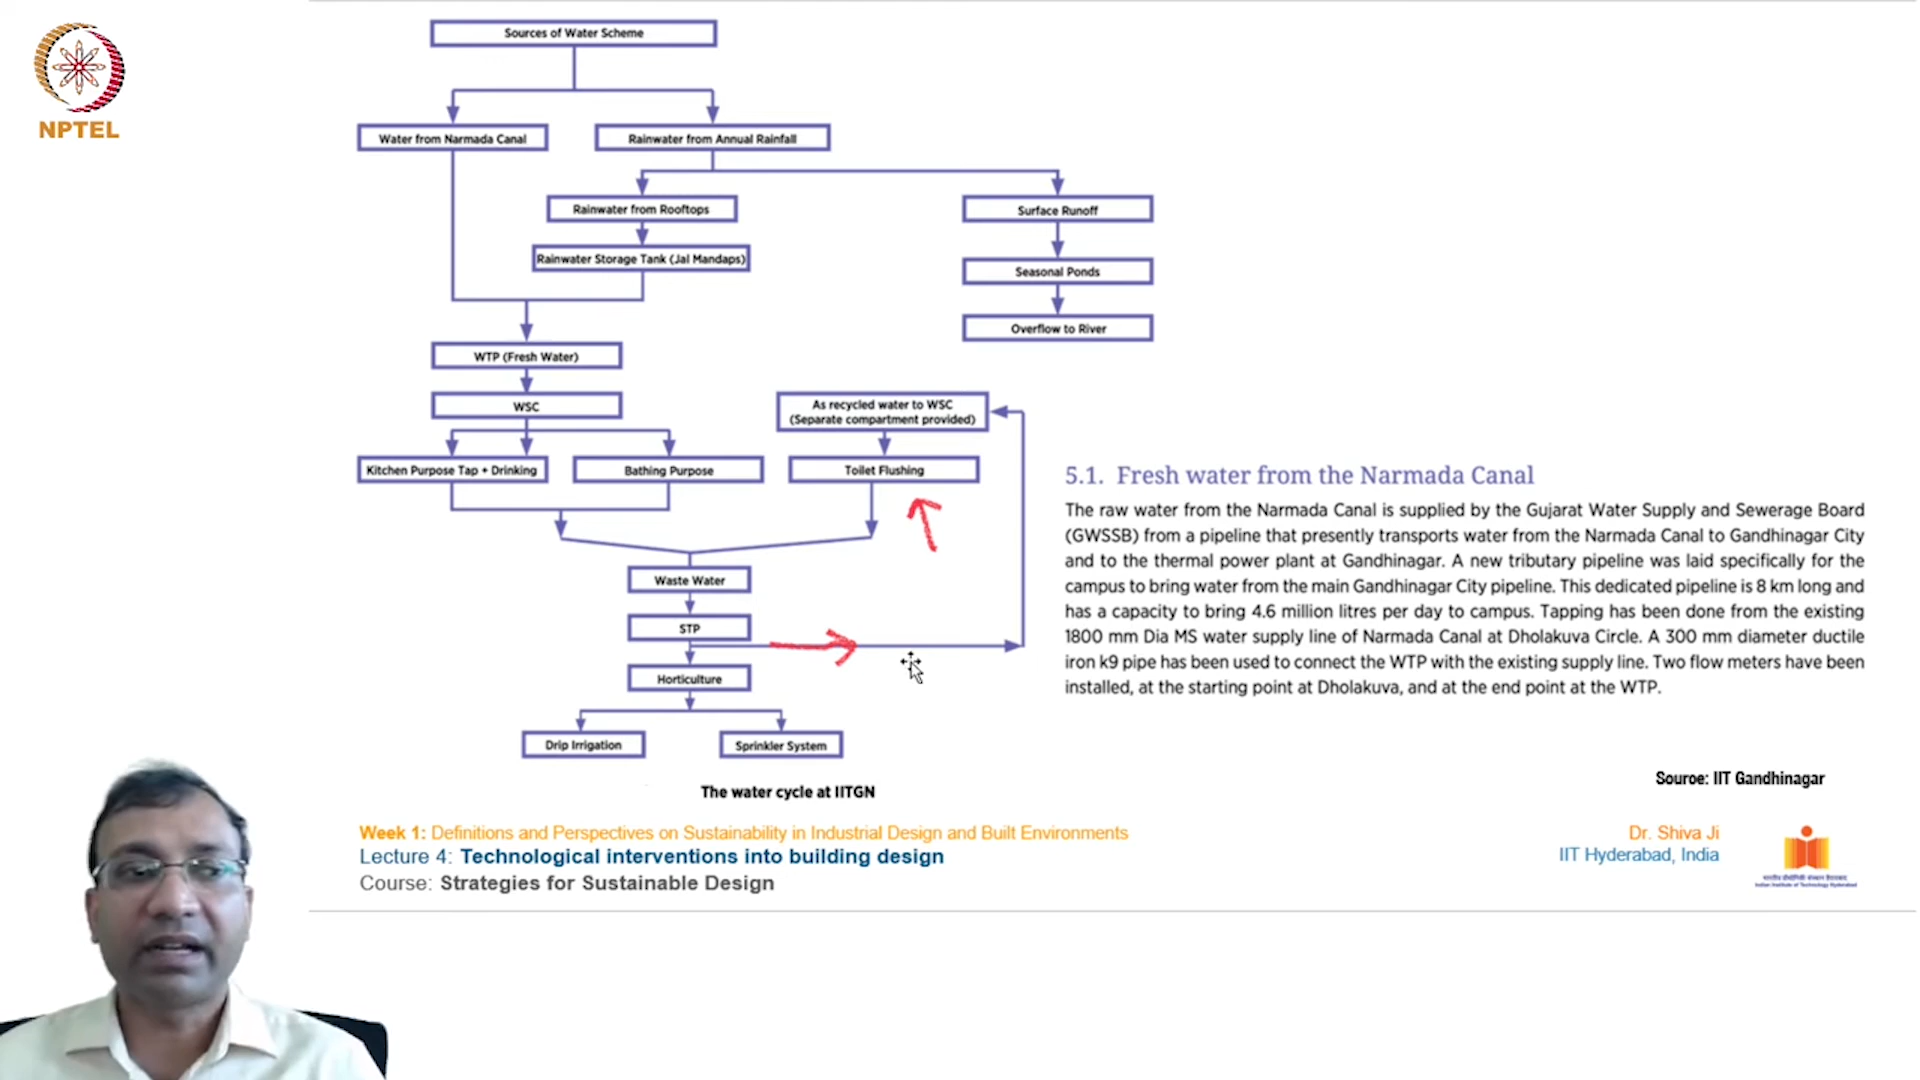 NPTEL
Sources of Water Scheme
Water from Narmada Canal
Rainwater from Annual Rainfall
Rainwater from Rooftops
Surface Runoff
Rainwater Storage Tank (Jal Mandaps)
Seasonal Ponds
Overflow to River
WTP (Fresh Water)
WSC
As recycled water to WSC
(Separate compartment provided)
Kitchen Purpose Tap + Drinking
Bathing Purpose
Toilet Flushing
Waste Water
STP
Horticulture
Drip Irrigation
Sprinkler System
The water cycle at IITGN
5.1. Fresh water from the Narmada Canal
The raw water from the Narmada Canal is supplied by the Gujarat Water Supply and Sewerage Board
(GWSSB) from a pipeline that presently transports water from the Narmada Canal to Gandhinagar City
and to the thermal power plant at Gandhinagar. A new tributary pipeline was laid specifically for the
campus to bring water from the main Gandhinagar City pipeline. This dedicated pipeline is 8 km long and
has a capacity to bring 4.6 million litres per day to campus. Tapping has been done from the existing
1800 mm Dia MS water supply line of Narmada Canal at Dholakuva Circle. A 300 mm diameter ductile
iron k9 pipe has been used to connect the WTP with the existing supply line. Two flow meters have been
installed, at the starting point at Dholakuva, and at the end point at the WTP.
Souroe: IIT Gandhinagar
Week 1: Definitions and Perspectives on Sustainability in Industrial Design and Built Environments
Lecture 4: Technological interventions into building design
Course: Strategies for Sustainable Design
Dr. Shiva Ji
IIT Hyderabad, India